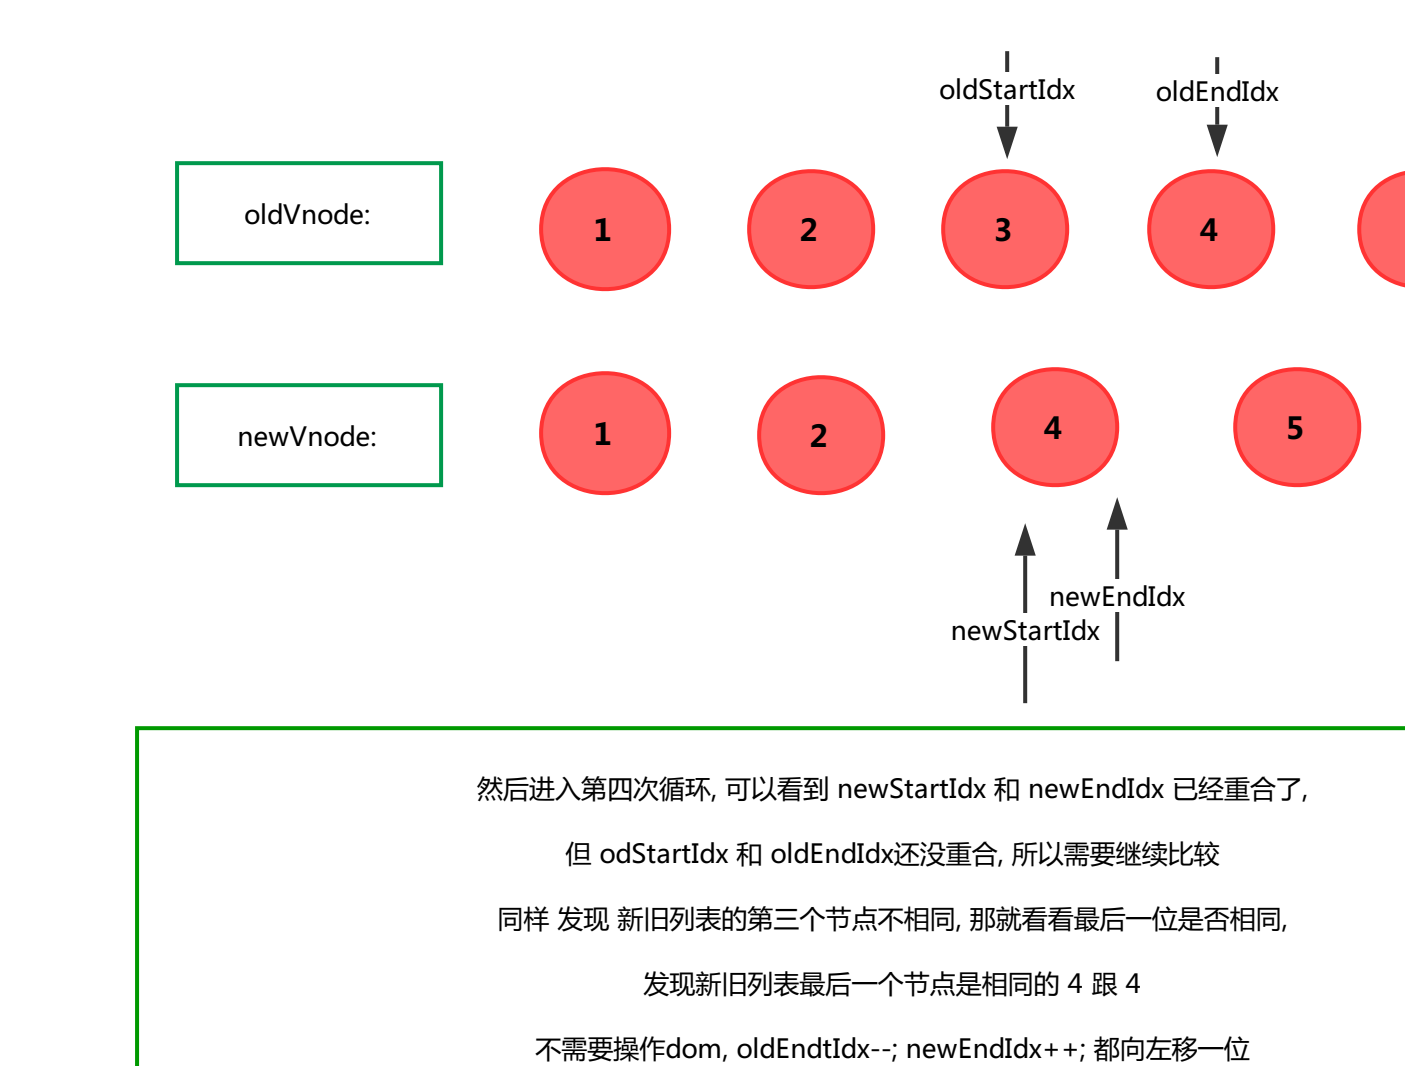 oldStartIdx oldEndIdx
oldVnode: 1 2 3 4
newVnode: 1 2 4 5
newEndIdx
newStartIdx
然后进入第四次循环, 可以看到 newStartIdx 和 newEndIdx 已经重合了,
但 odStartIdx 和 oldEndIdx还没重合, 所以需要继续比较
同样 发现 新旧列表的第三个节点不相同, 那就看看最后一位是否相同,
发现新旧列表最后一个节点是相同的 4 跟 4
不需要操作dom, oldEndtIdx--; newEndIdx++; 都向左移一位